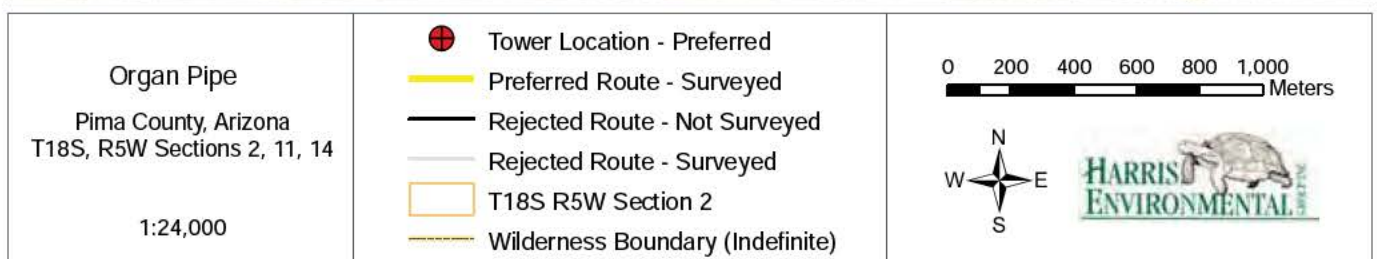 Organ Pipe
Pima County, Arizona
T18S, R5W Sections 2, 11, 14
1:24,000
Tower Location - Preferred
Preferred Route - Surveyed
Rejected Route - Not Surveyed
Rejected Route - Surveyed
T18S R5W Section 2
Wilderness Boundary (Indefinite)
0 200 400 600 800 1,000
Meters
N
W E
S
HARRIS
ENVIRONMENTAL